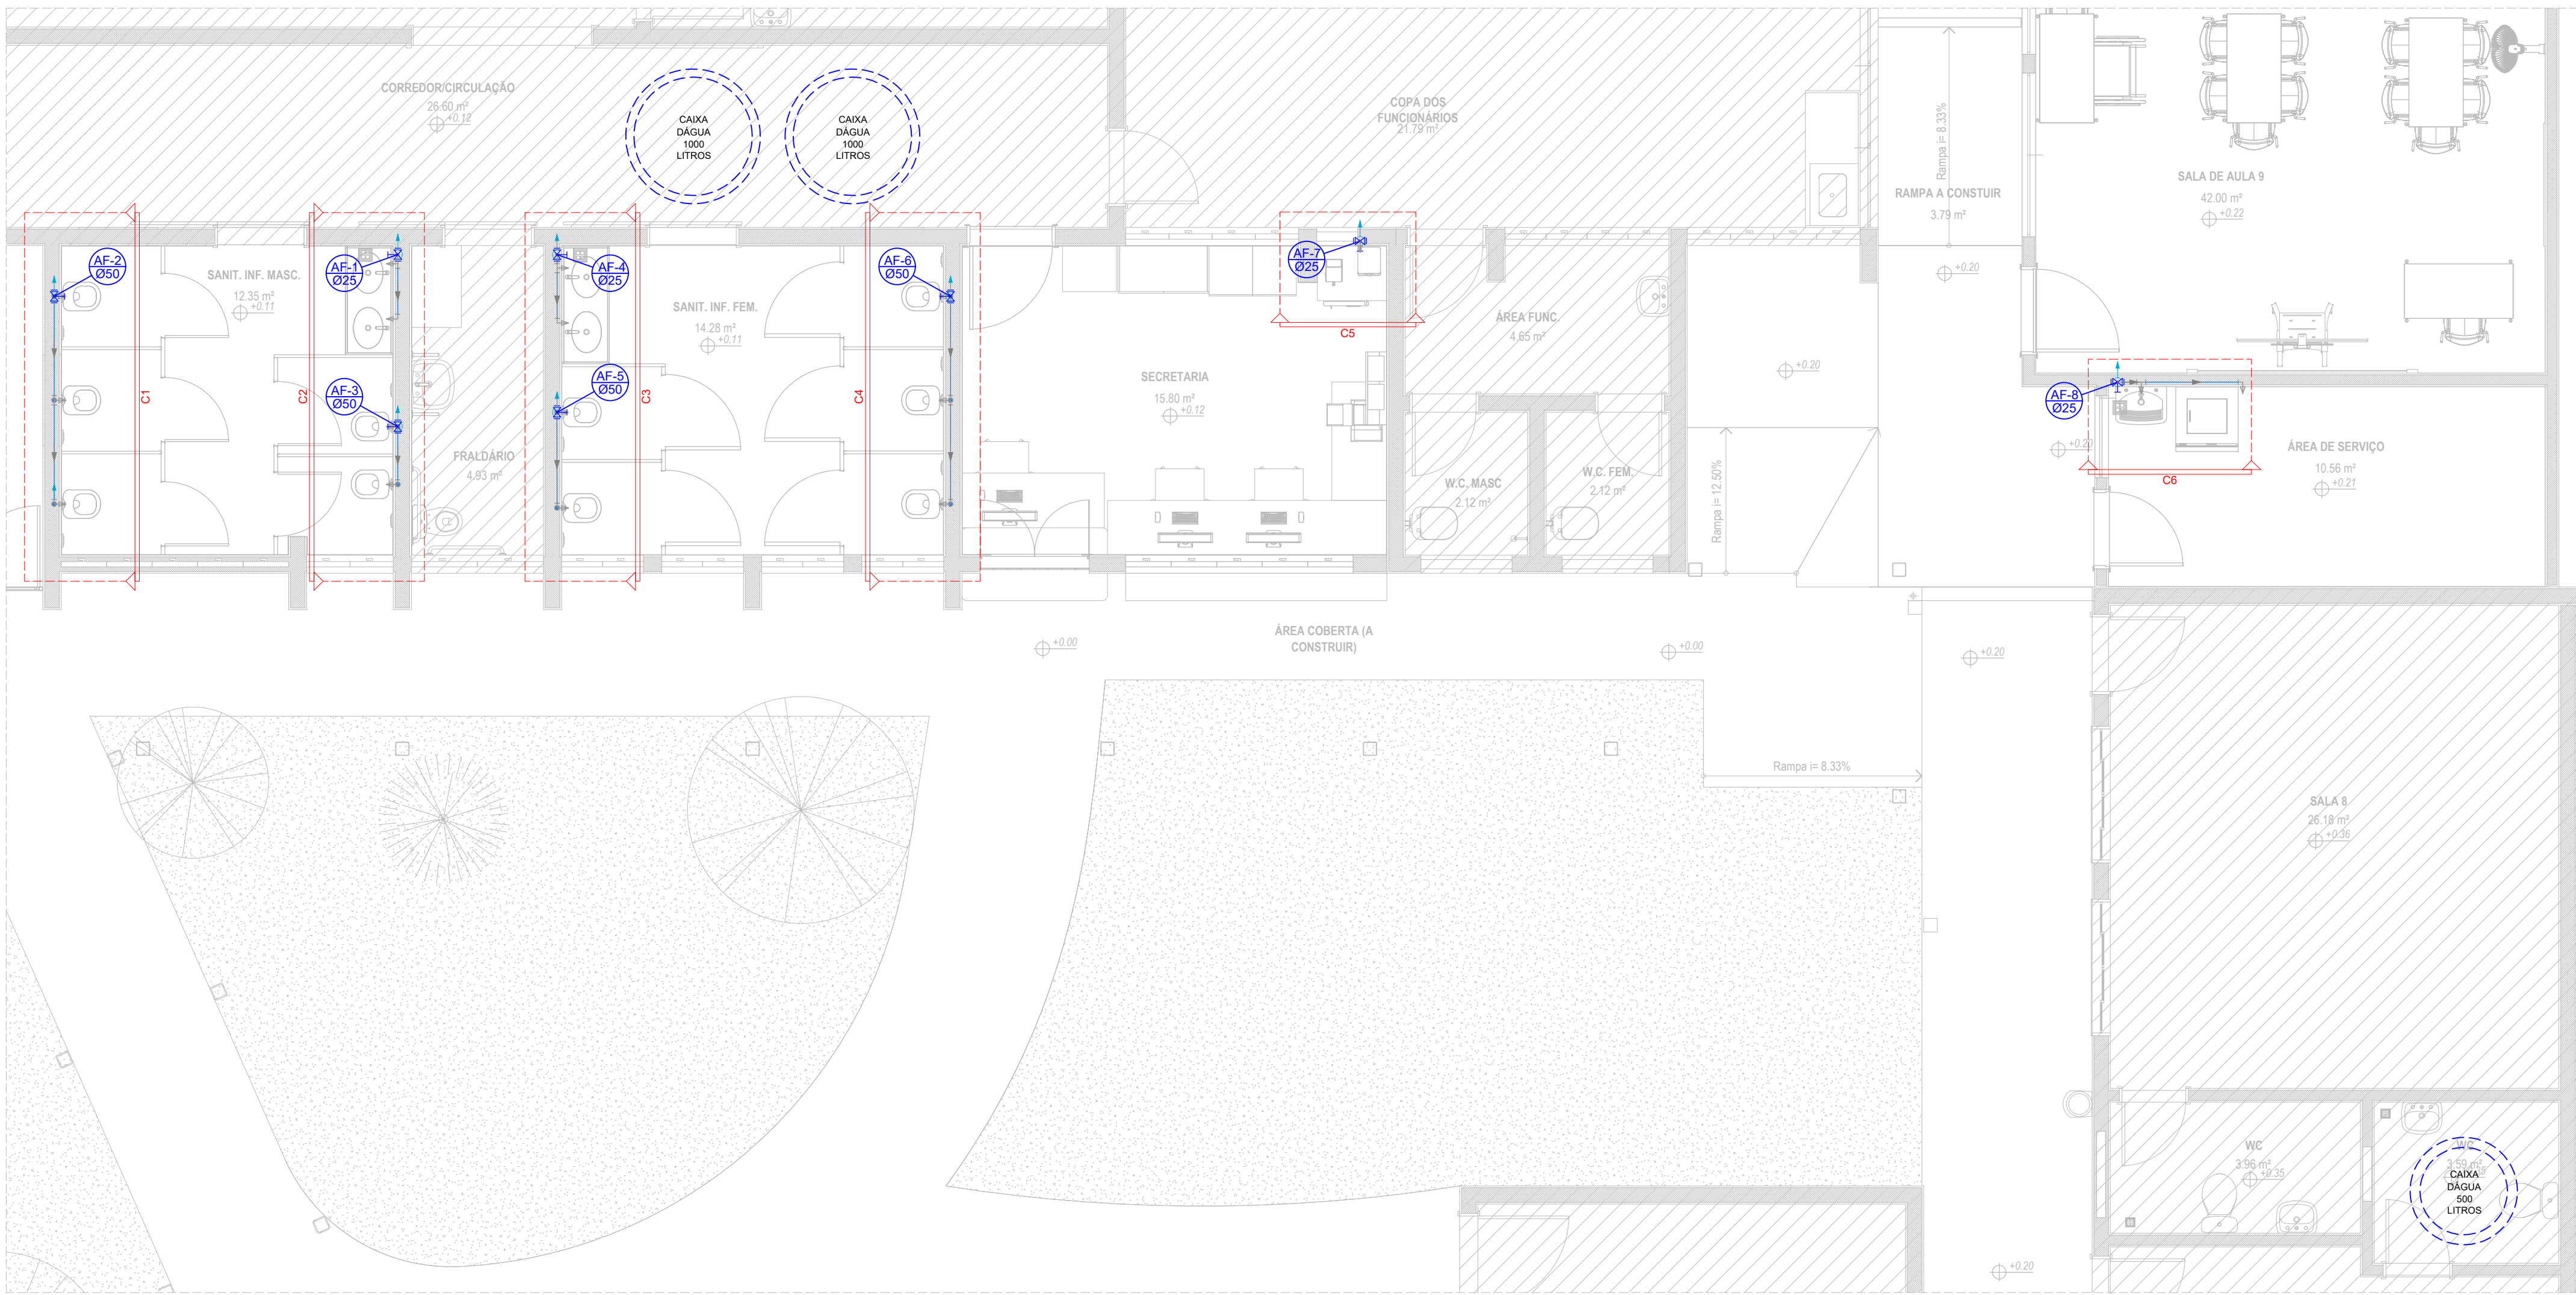 CORREDOR/CIRCULAÇÃO
26.60 m²
+0.12
CAIXA
DÁGUA
1000
LITROS
CAIXA
DÁGUA
1000
LITROS
COPA DOS
FUNCIONÁRIOS
21.79 m²
Rampa i= 8.33%
RAMPA A CONSTUIR
3.79 m²
+0.20
SALA DE AULA 9
42.00 m²
+0.22
AF-2
Ø50
SANIT. INF. MASC.
12.35 m²
+0.11
AF-1
Ø25
AF-4
Ø25
SANIT. INF. FEM.
14.28 m²
+0.11
AF-6
Ø50
AF-7
Ø25
C5
ÁREA FUNC.
4.65 m²
+0.20
C1
C2
AF-3
Ø50
AF-5
Ø50
C3
C4
SECRETARIA
15.80 m²
+0.12
AF-8
Ø25
+0.20
ÁREA DE SERVIÇO
10.56 m²
+0.21
C6
FRALDÁRIO
4.93 m²
W.C. MASC
2.12 m²
W.C. FEM.
2.12 m²
Rampa i= 12.50%
+0.00
ÁREA COBERTA (A
CONSTRUIR)
+0.00
+0.20
Rampa i= 8.33%
SALA 8
26.18 m²
+0.36
WC
3.96 m²
+0.35
WC
3.59 m²
CAIXA
DÁGUA
500
LITROS
+0.20